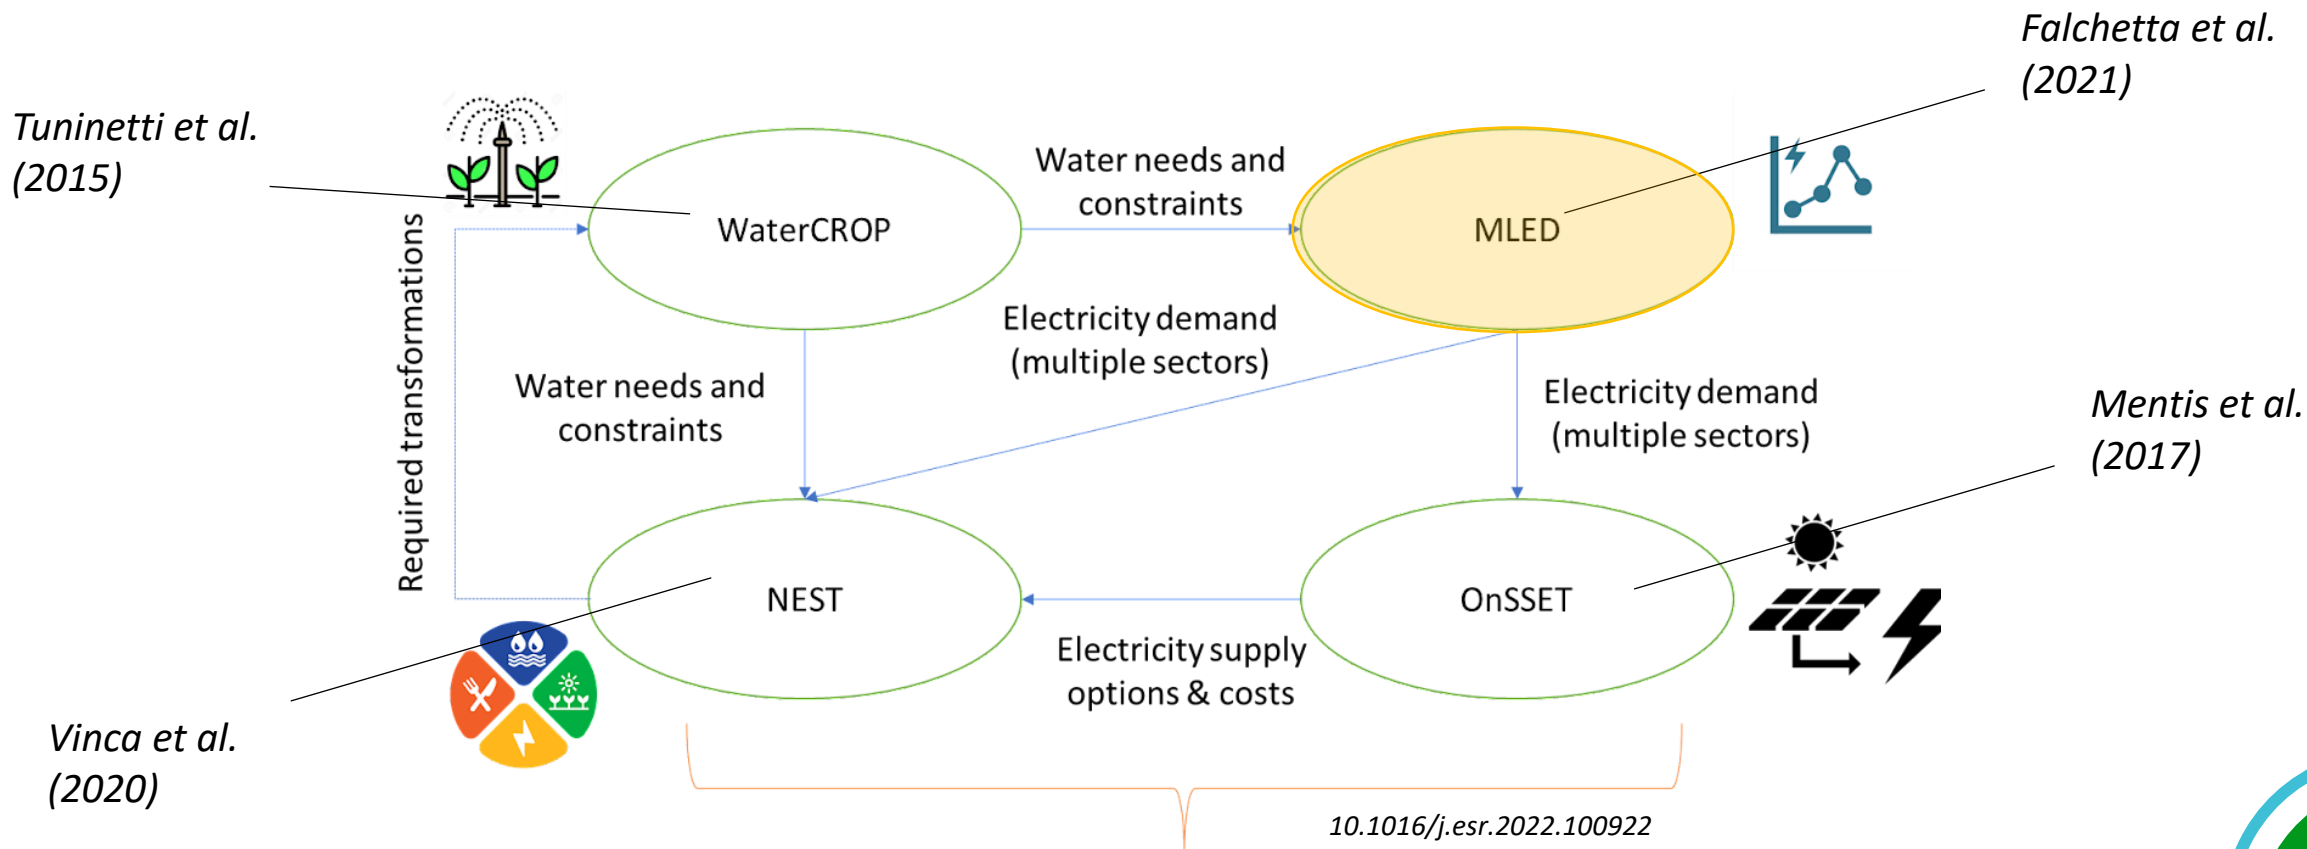 Falchetta et al.
(2021)
Tuninetti et al.
(2015)
Water needs and
constraints
WaterCROP
MLED
Required transformations
Electricity demand
(multiple sectors)
Water needs and
constraints
Electricity demand
(multiple sectors)
Mentis et al.
(2017)
NEST
OnSSET
Electricity supply
options & costs
Vinca et al.
(2020)
10.1016/j.esr.2022.100922